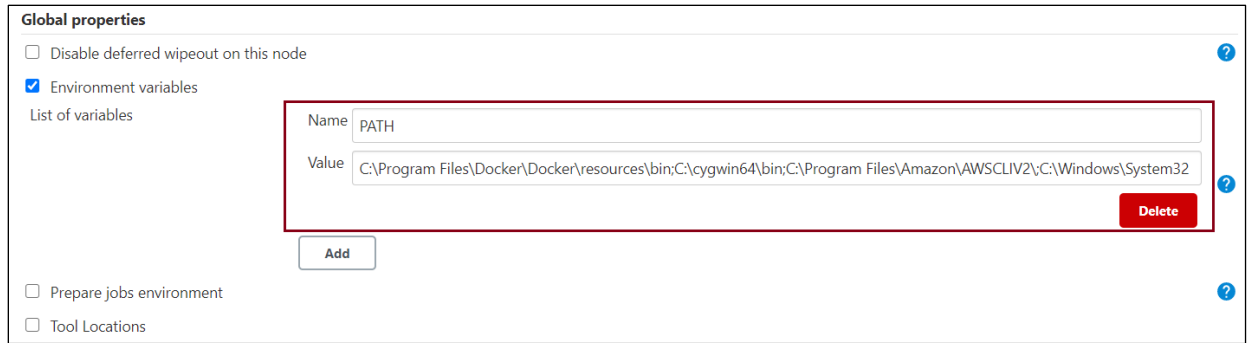 Global properties
Disable deferred wipeout on this node
Environment variables
List of variables
Name PATH
Value C:\Program Files\Docker\Docker\resources\bin;C:\cygwin64\bin;C:\Program Files\Amazon\AWSCLIV2\;C:\Windows\System32
Delete
Add
Prepare jobs environment
Tool Locations